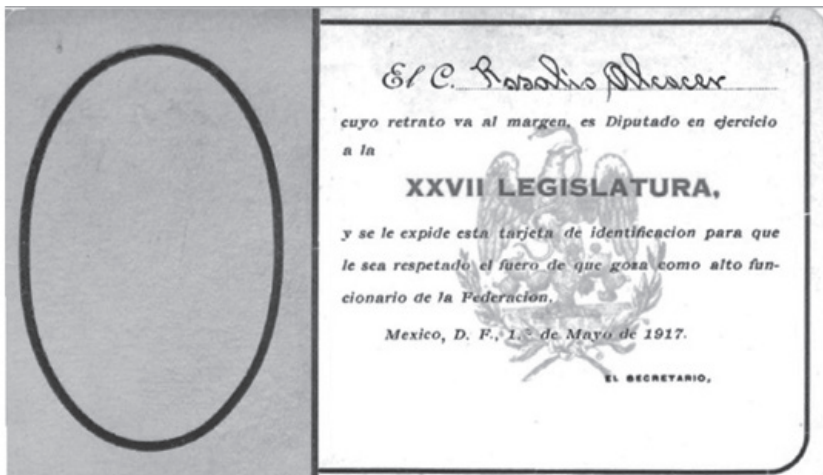 6
El C. Rosalio Alcocer
cuyo retrato va al margen, es Diputado en ejercicio
a la
XXVII LEGISLATURA,
y se le expide esta tarjeta de identificacion para que
le sea respetado el fuero de que goza como alto fun-
cionario de la Federacion.
Mexico, D. F., 1.º de Mayo de 1917.
EL SECRETARIO,